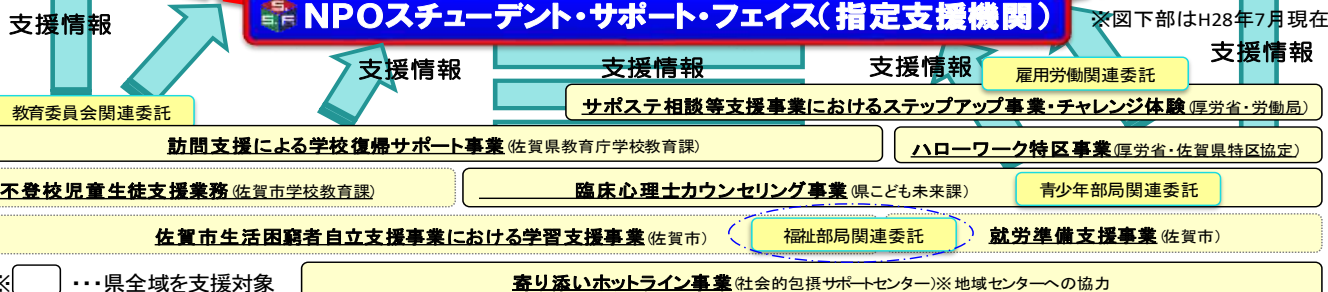 S.
S F
NPOスチューデント・サポート・フェイス(指定支援機関)
※図下部はH28年7月現在
支援情報
支援情報
支援情報
支援情報
支援情報
雇用労働関連委託
教育委員会関連委託
サポステ相談等支援事業におけるステップアップ事業・チャレンジ体験(厚労省・労働局)
訪問支援による学校復帰サポート事業(佐賀県教育庁学校教育課)
ハローワーク特区事業(厚労省・佐賀県特区協定)
不登校児童生徒支援業務(佐賀市学校教育課)
臨床心理士カウンセリング事業(県こども未来課)
青少年部局関連委託
佐賀市生活困窮者自立支援事業における学習支援事業(佐賀市)
福祉部局関連委託
就労準備支援事業(佐賀市)
※ ・・・県全域を支援対象
寄り添いホットライン事業(社会的包摂サポートセンター)※地域センターへの協力